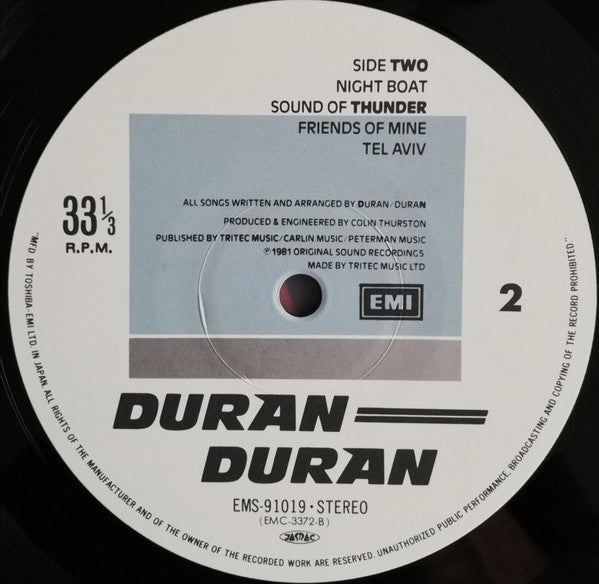 SIDE TWO
NIGHT BOAT
SOUND OF THUNDER
FRIENDS OF MINE
TEL AVIV
ALL SONGS WRITTEN AND ARRANGED BY DURAN/DURAN
PRODUCED & ENGINEERED BY COLIN THURSTON
PUBLISHED BY TRITEC MUSIC/CARLIN MUSIC/PETERMAN MUSIC
℗1981 ORIGINAL SOUND RECORDINGS
MADE BY TRITEC MUSIC LTD
33 1/3
R.P.M.
EMI
2
DURAN
DURAN
EMS-91019・STEREO
(EMC-3372-B)
JASRAC
"MFD BY TOSHIBA-EMI LTD. IN JAPAN ALL RIGHTS OF THE MANUFACTURER AND OF THE OWNER OF THE RECORDED WORK ARE RESERVED. UNAUTHORIZED PUBLIC PERFORMANCE, BROADCASTING AND COPYING OF THE RECORD PROHIBITED."